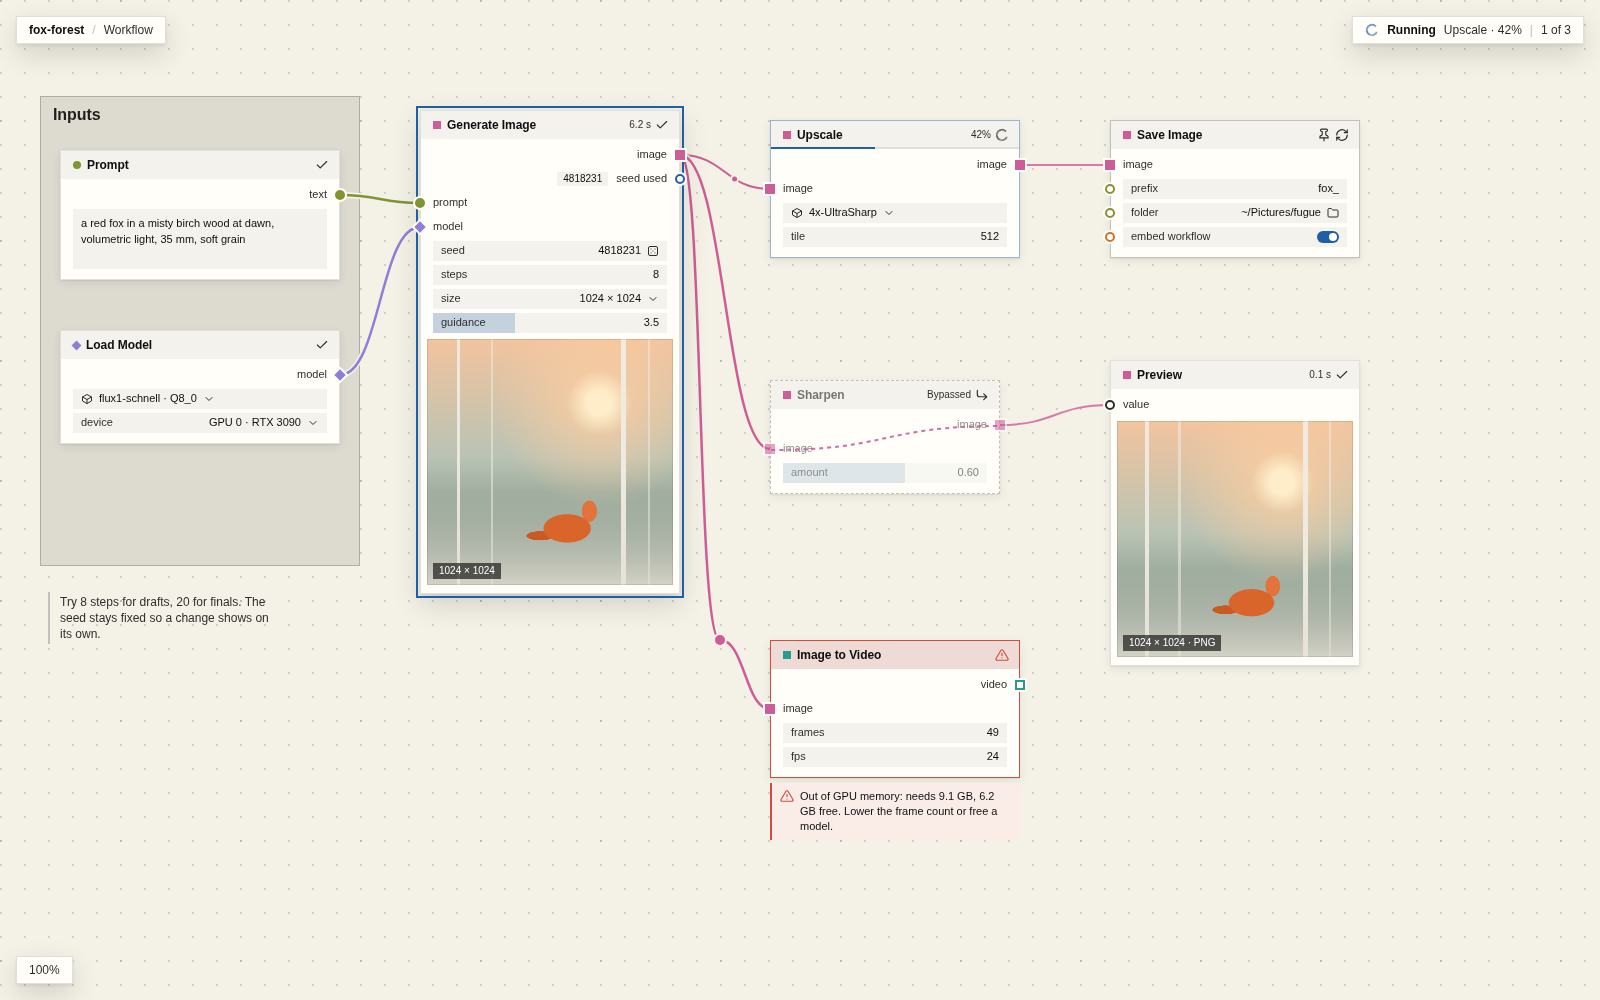 fox-forest / Workflow
Running Upscale · 42% | 1 of 3
Inputs
Prompt
text
a red fox in a misty birch wood at dawn,
volumetric light, 35 mm, soft grain
Load Model
model
flux1-schnell · Q8_0
device GPU 0 · RTX 3090
Try 8 steps for drafts, 20 for finals. The
seed stays fixed so a change shows on
its own.
Generate Image 6.2 s
image
4818231 seed used
prompt
model
seed 4818231
steps 8
size 1024 × 1024
guidance 3.5
1024 × 1024
Upscale 42%
image
image
4x-UltraSharp
tile 512
Save Image
image
prefix fox_
folder ~/Pictures/fugue
embed workflow
Sharpen Bypassed
image
image
amount 0.60
Preview 0.1 s
value
1024 × 1024 · PNG
Image to Video
video
image
frames 49
fps 24
Out of GPU memory: needs 9.1 GB, 6.2
GB free. Lower the frame count or free a
model.
100%